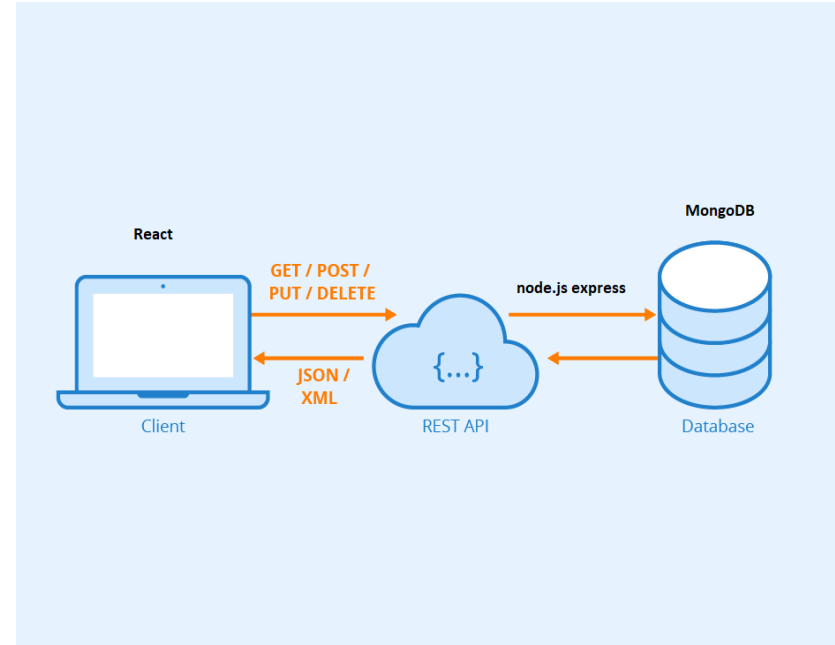 React
GET / POST /
PUT / DELETE
JSON /
XML
Client
{...}
REST API
node.js express
MongoDB
Database